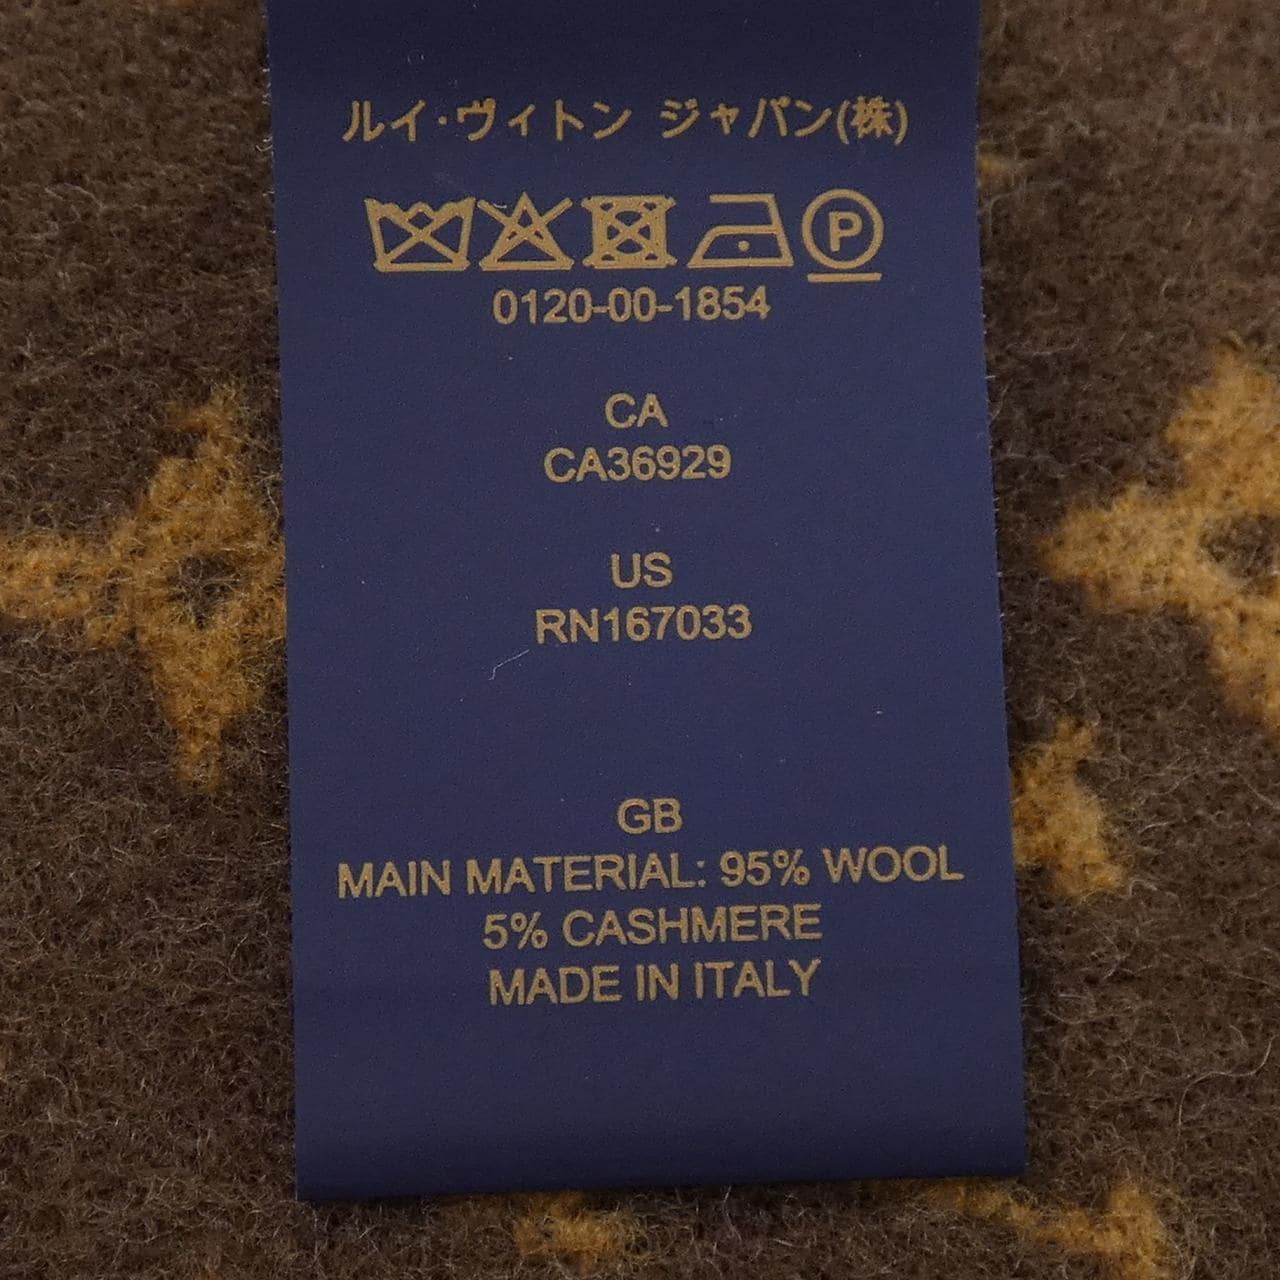 ルイ・ヴィトン ジャパン(株)
P
0120-00-1854
CA
CA36929
US
RN167033
GB
MAIN MATERIAL: 95% WOOL
5% CASHMERE
MADE IN ITALY